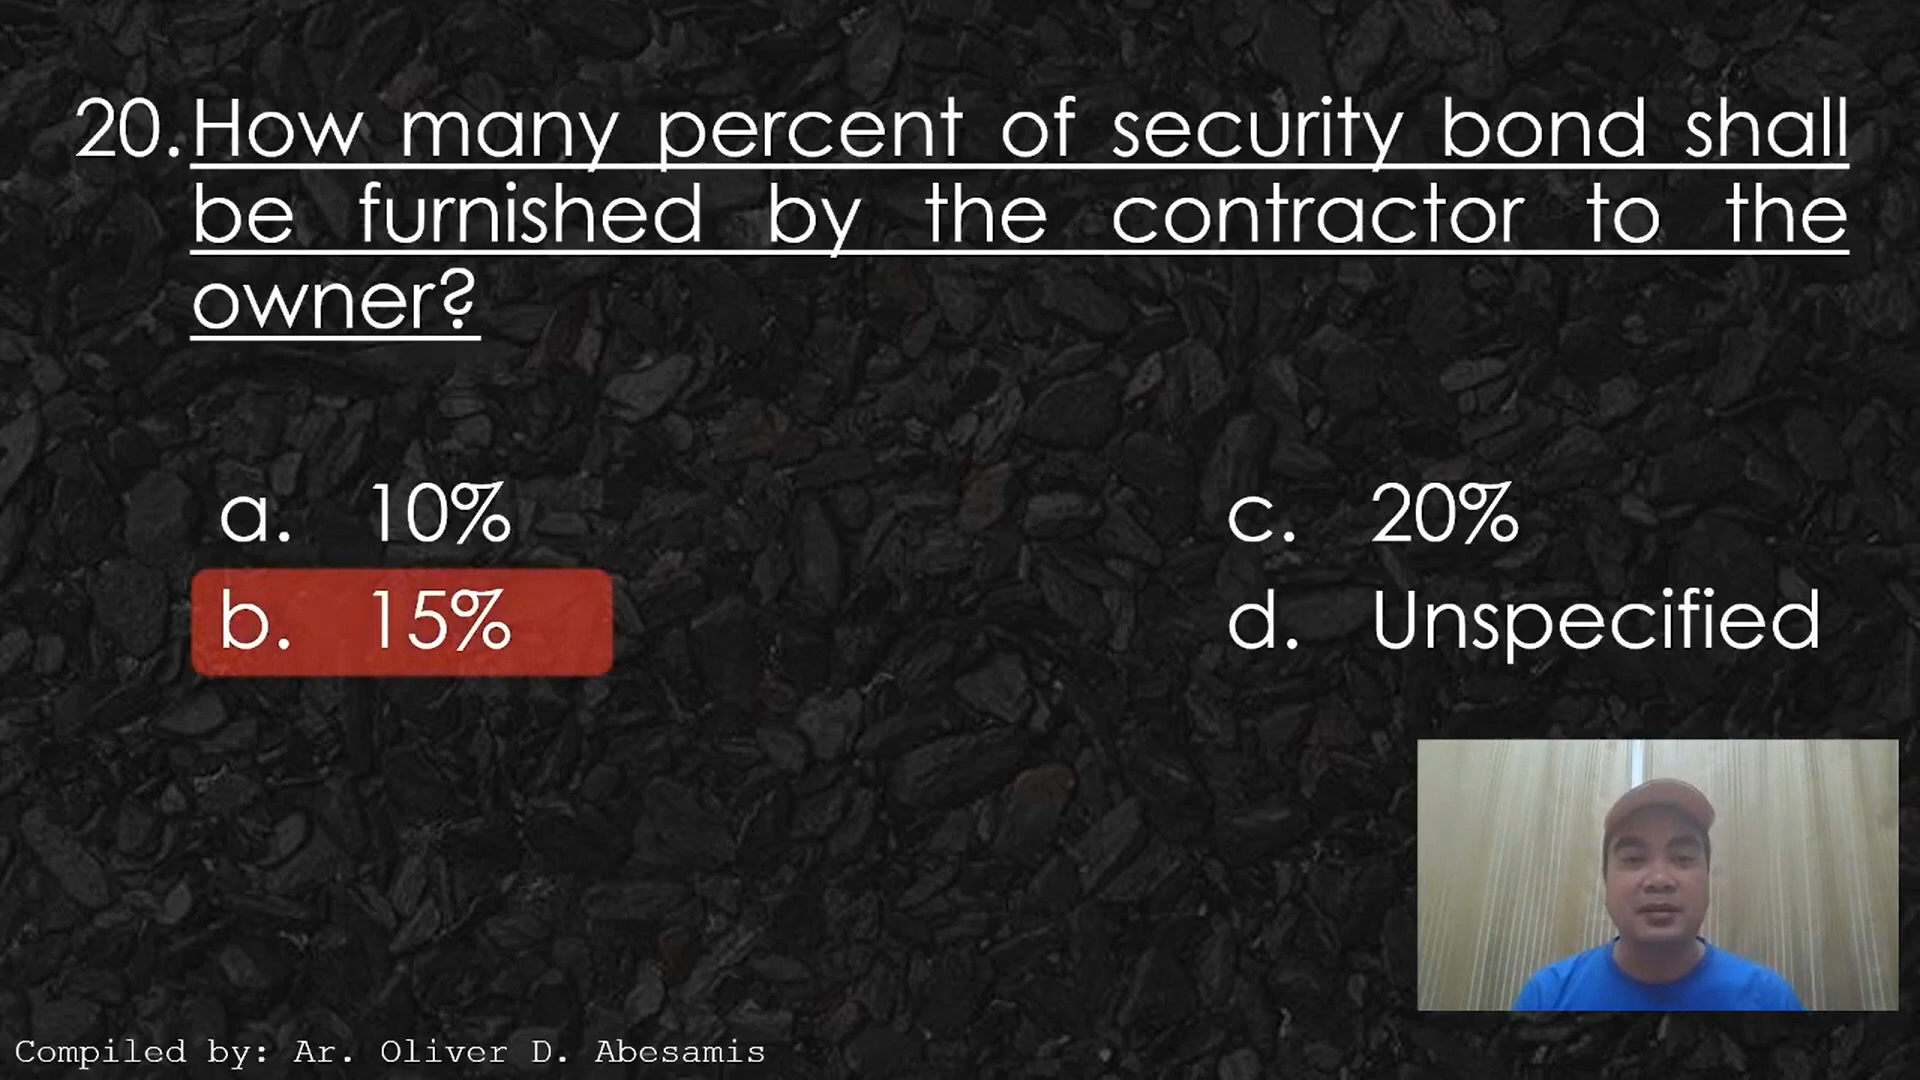 20. How many percent of security bond shall
be furnished by the contractor to the
owner?
a. 10%
b. 15%
c. 20%
d. Unspecified
Compiled by: Ar. Oliver D. Abesamis